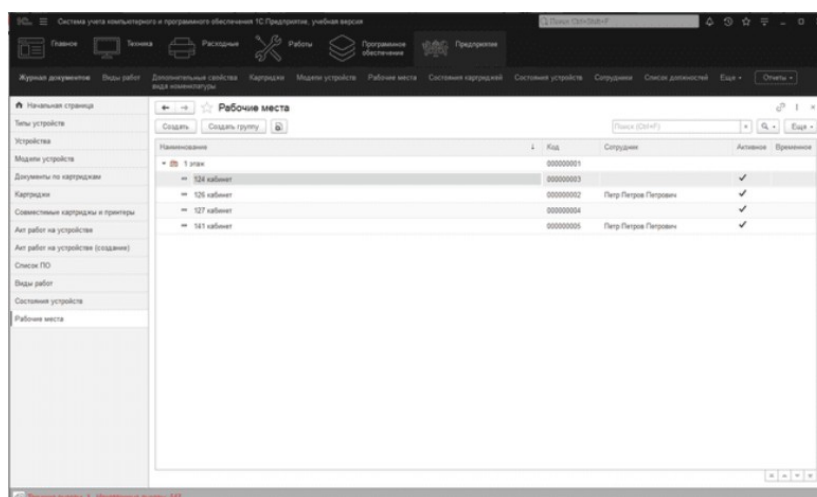 Система учета компьютерного и программного обеспечения 1С:Предприятие, учебная версия
Поиск Ctrl+Shift+F
Главное
Техника
Расходные
Работы
Программное обеспечение
Предприятие
Журнал документов
Виды работ
Дополнительные свойства вида номенклатуры
Картриджи
Модели устройств
Рабочие места
Состояния картриджей
Состояния устройств
Сотрудники
Список должностей
Еще
Отчеты
Начальная страница
Типы устройств
Устройства
Модели устройств
Документы по картриджам
Картриджи
Совместимые картриджы и принтеры
Акт работ на устройстве
Акт работ на устройстве (создание)
Список ПО
Виды работ
Состояния устройств
Рабочие места
Рабочие места
Создать
Создать группу
Поиск (Ctrl+F)
Еще
Наименование
Код
Сотрудник
Активное
Временное
1 этаж 000000001
124 кабинет 000000003
126 кабинет 000000002 Петр Петров Петрович
127 кабинет 000000004
141 кабинет 000000005 Петр Петров Петрович